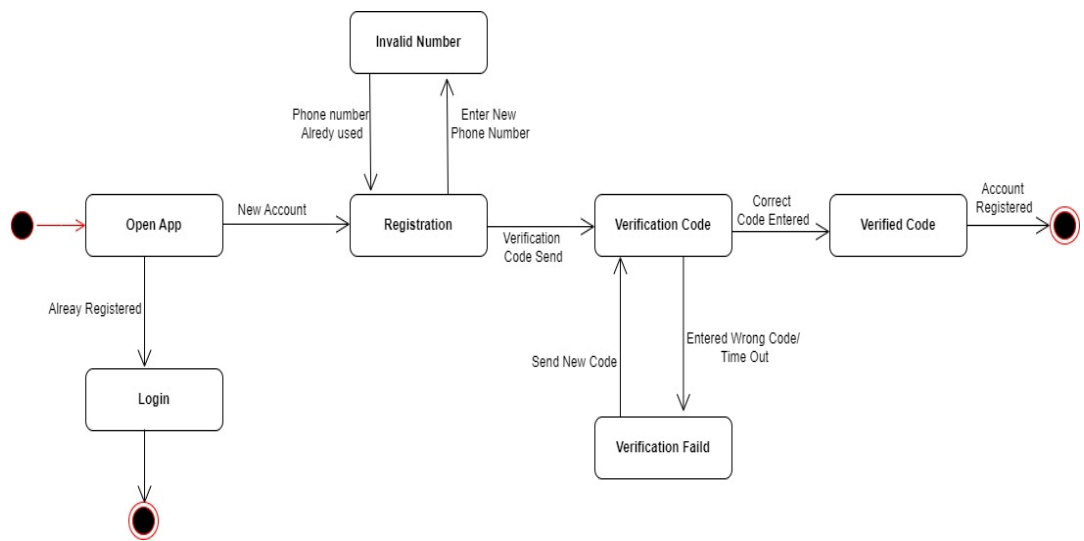 Invalid Number
Phone number
Alredy used
Enter New
Phone Number
Open App
New Account
Registration
Verification
Code Send
Verification Code
Correct
Code Entered
Verified Code
Account
Registered
Alreay Registered
Login
Send New Code
Entered Wrong Code/
Time Out
Verification Faild